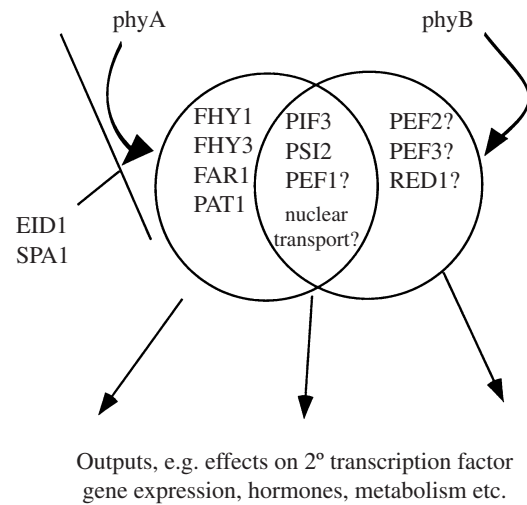 phyA
phyB
FHY1
FHY3
FAR1
PAT1
PIF3
PSI2
PEF1?
nuclear
transport?
PEF2?
PEF3?
RED1?
EID1
SPA1
Outputs, e.g. effects on 2º transcription factor
gene expression, hormones, metabolism etc.